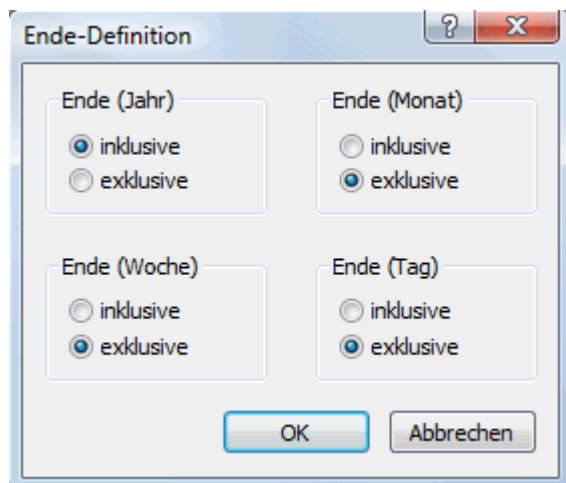 Ende-Definition
Ende (Jahr)
inklusive
exklusive
Ende (Monat)
inklusive
exklusive
Ende (Woche)
inklusive
exklusive
Ende (Tag)
inklusive
exklusive
OK
Abbrechen